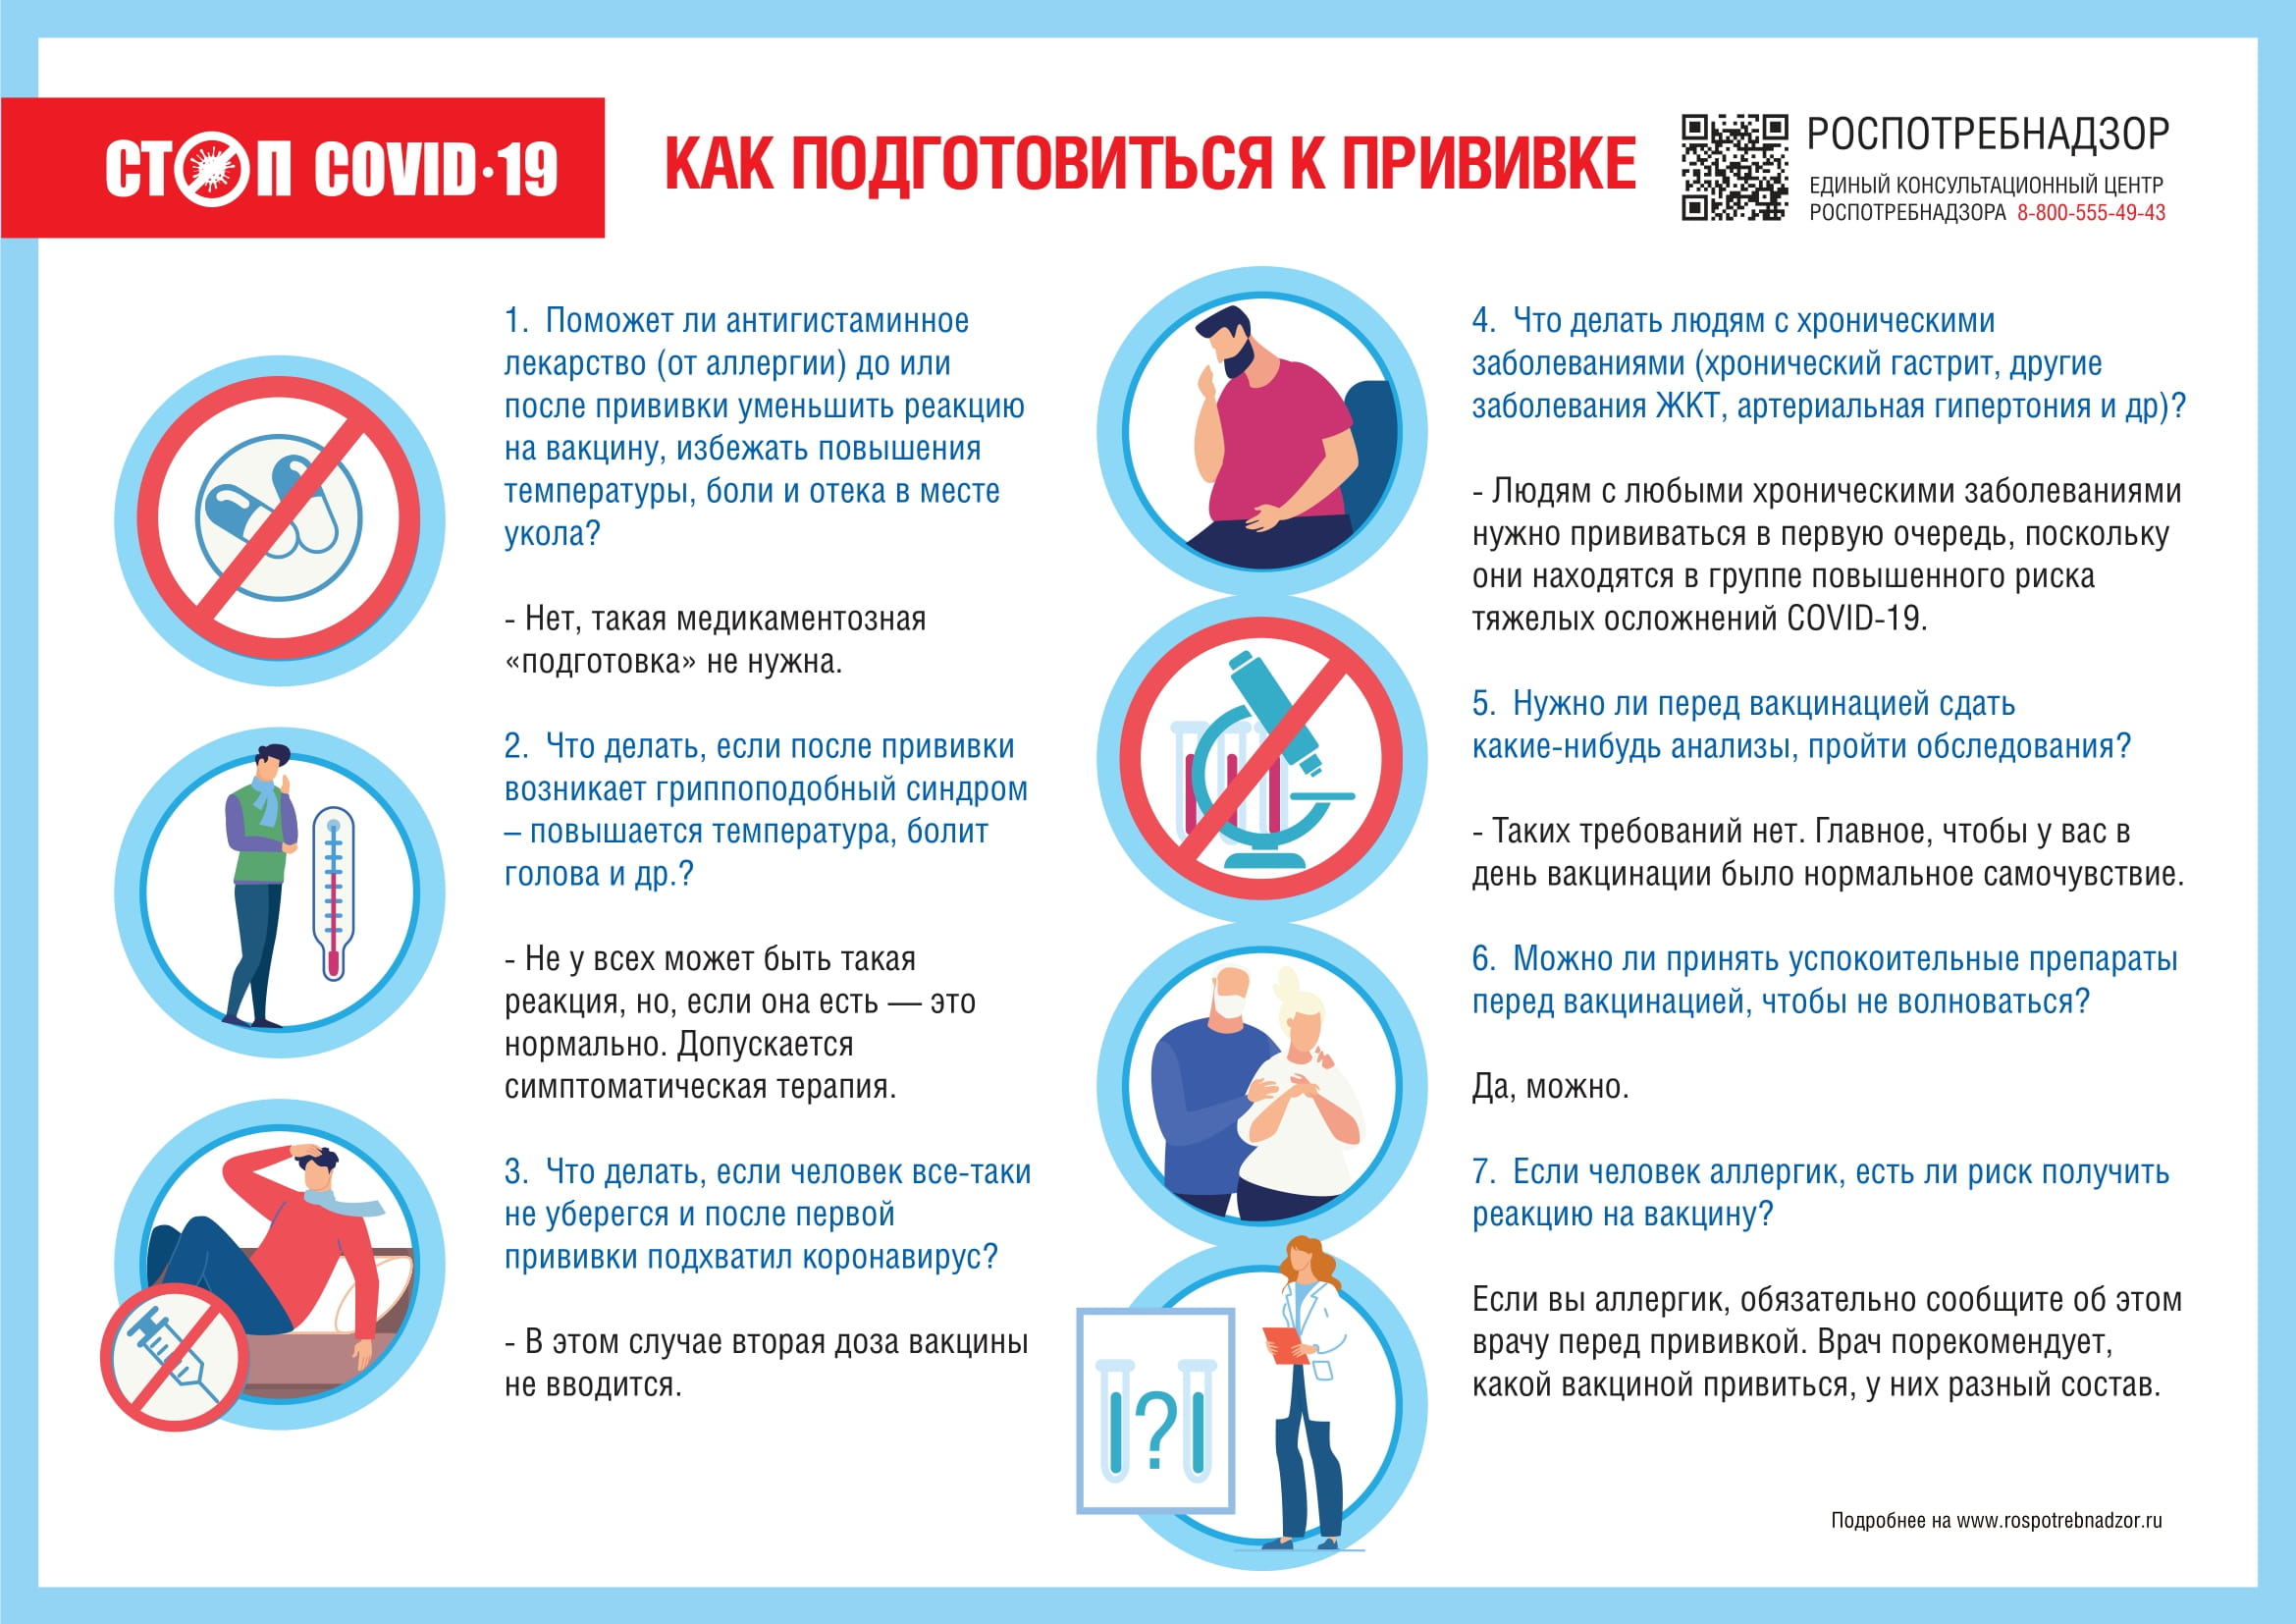 СТОП COVID·19
КАК ПОДГОТОВИТЬСЯ К ПРИВИВКЕ
РОСПОТРЕБНАДЗОР
ЕДИНЫЙ КОНСУЛЬТАЦИОННЫЙ ЦЕНТР
РОСПОТРЕБНАДЗОРА 8-800-555-49-43
1. Поможет ли антигистаминное
лекарство (от аллергии) до или
после прививки уменьшить реакцию
на вакцину, избежать повышения
температуры, боли и отека в месте
укола?
- Нет, такая медикаментозная
«подготовка» не нужна.
2. Что делать, если после прививки
возникает гриппоподобный синдром
– повышается температура, болит
голова и др.?
- Не у всех может быть такая
реакция, но, если она есть — это
нормально. Допускается
симптоматическая терапия.
3. Что делать, если человек все-таки
не уберегся и после первой
прививки подхватил коронавирус?
- В этом случае вторая доза вакцины
не вводится.
4. Что делать людям с хроническими
заболеваниями (хронический гастрит, другие
заболевания ЖКТ, артериальная гипертония и др)?
- Людям с любыми хроническими заболеваниями
нужно прививаться в первую очередь, поскольку
они находятся в группе повышенного риска
тяжелых осложнений COVID-19.
5. Нужно ли перед вакцинацией сдать
какие-нибудь анализы, пройти обследования?
- Таких требований нет. Главное, чтобы у вас в
день вакцинации было нормальное самочувствие.
6. Можно ли принять успокоительные препараты
перед вакцинацией, чтобы не волноваться?
Да, можно.
7. Если человек аллергик, есть ли риск получить
реакцию на вакцину?
Если вы аллергик, обязательно сообщите об этом
врачу перед прививкой. Врач порекомендует,
какой вакциной привиться, у них разный состав.
?
Подробнее на www.rospotrebnadzor.ru